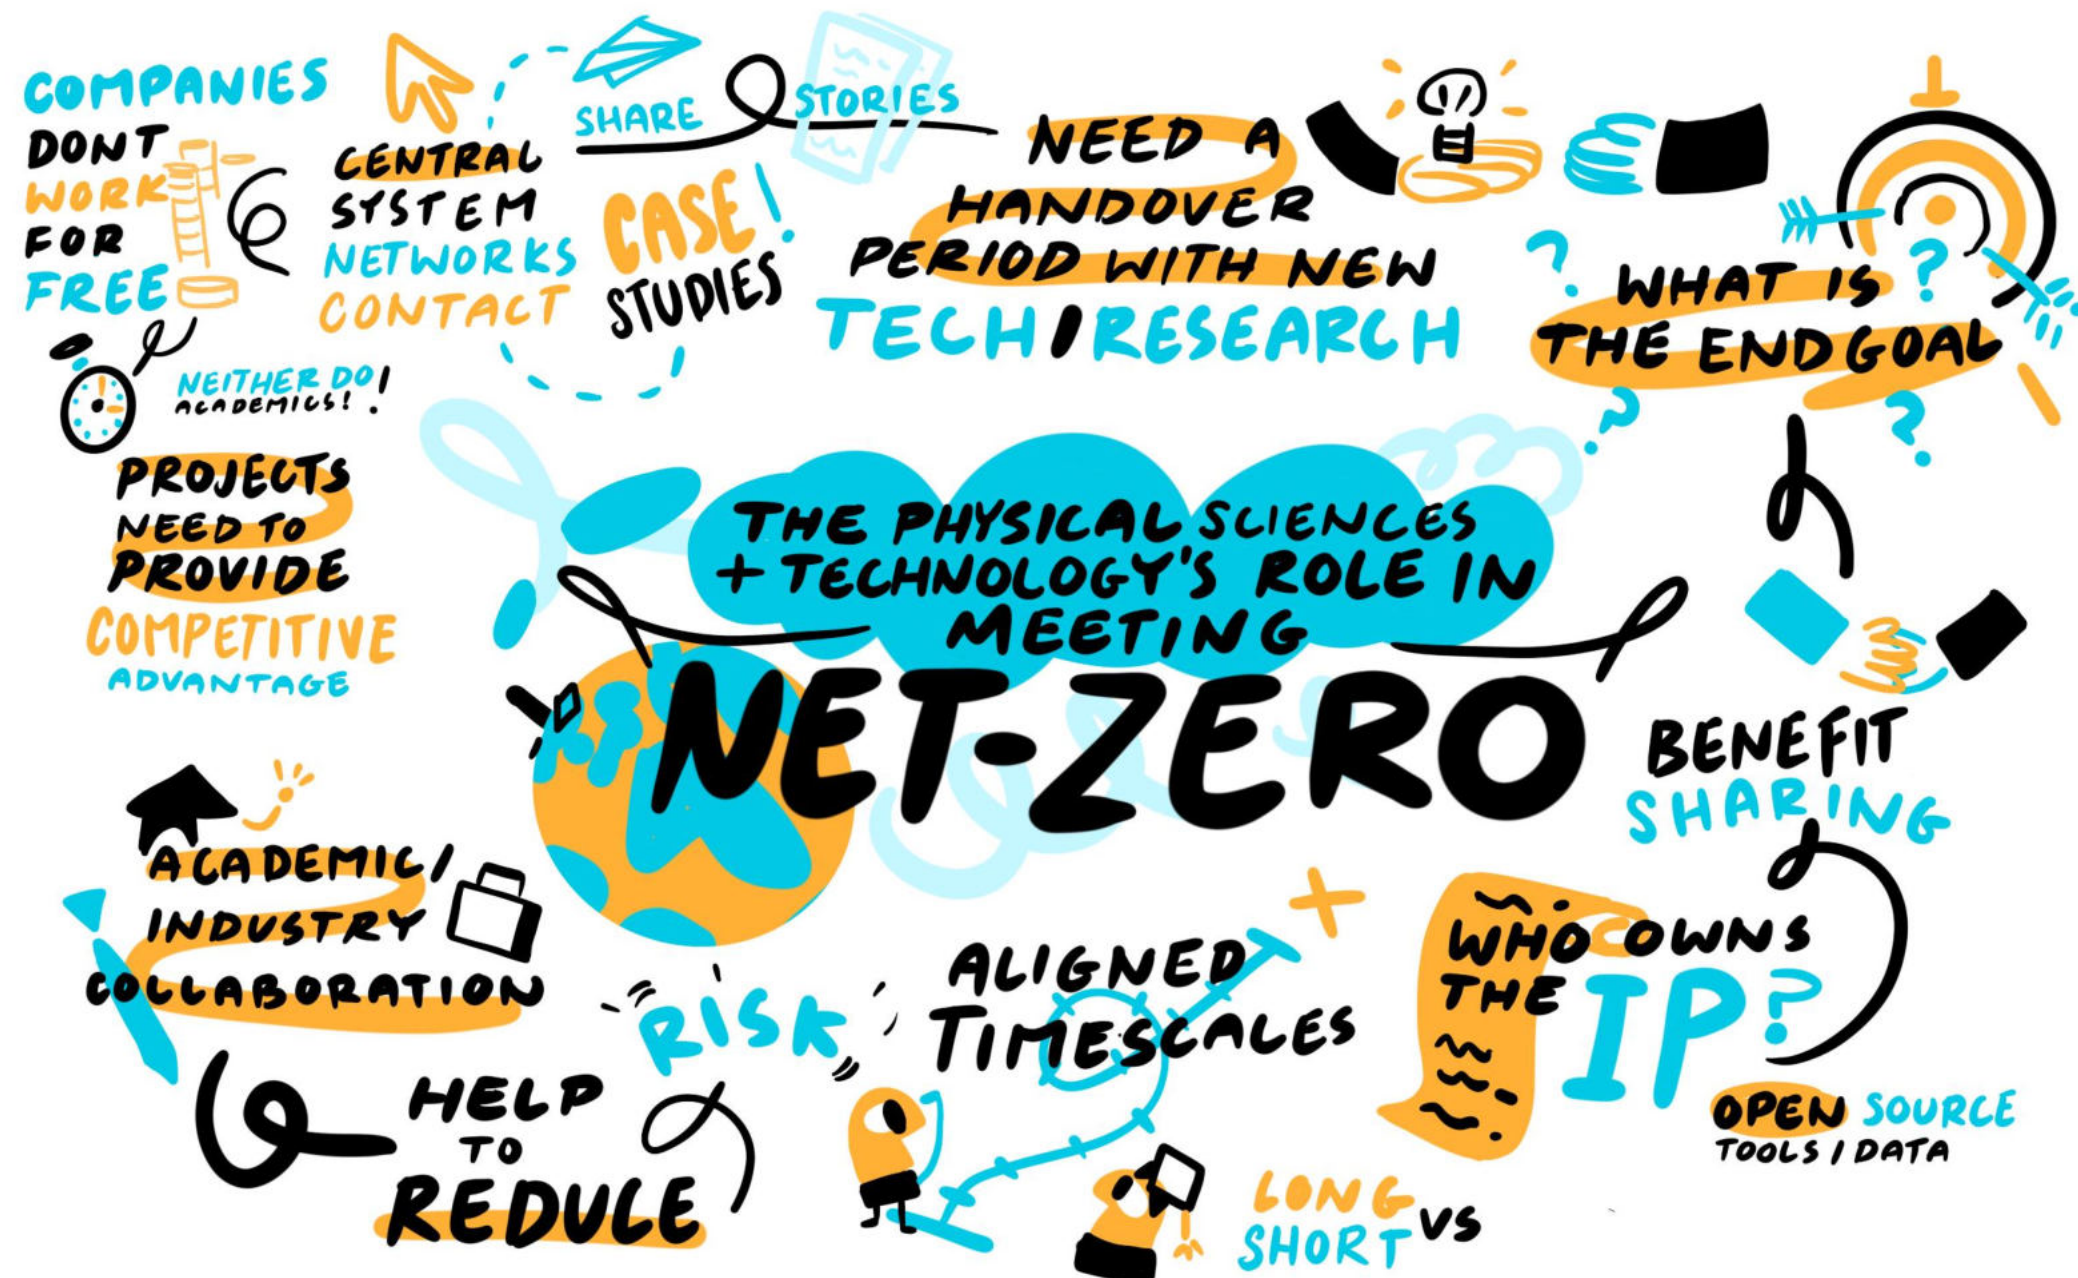 COMPANIES
DONT
WORK
FOR
FREE
NEITHER DO!
ACADEMICS!
CENTRAL
SYSTEM
NETWORKS
CONTACT
SHARE STORIES
CASE!
STUDIES
NEED A
HANDOVER
PERIOD WITH NEW
TECH/RESEARCH
WHAT IS ?
THE ENDGOAL
? ? ?
PROJECTS
NEED TO
PROVIDE
COMPETITIVE
ADVANTAGE
THE PHYSICAL SCIENCES
+ TECHNOLOGY'S ROLE IN
MEETING
NET-ZERO
BENEFIT
SHARING
ACADEMIC/
INDUSTRY
COLLABORATION
HELP
TO
REDUCE
RISK
ALIGNED
TIMESCALES
LONG
SHORT VS
WHO OWNS
THE IP?
OPEN SOURCE
TOOLS / DATA